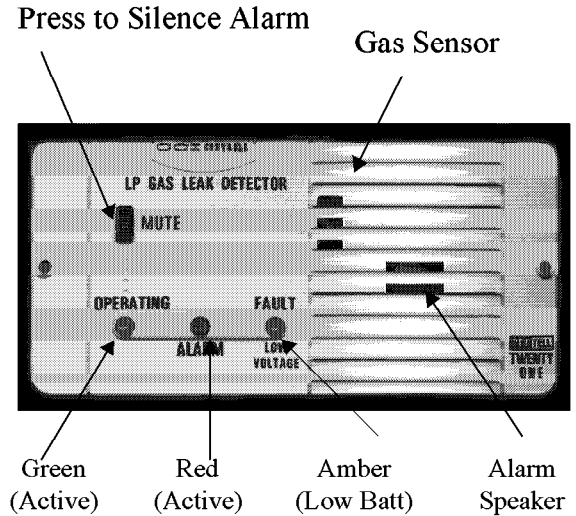 Press to Silence Alarm
Gas Sensor
LP GAS LEAK DETECTOR
MUTE
OPERATING
FAULT
ALARM
LOW
VOLTAGE
TWENTY
ONE
Green
(Active)
Red
(Active)
Amber
(Low Batt)
Alarm
Speaker